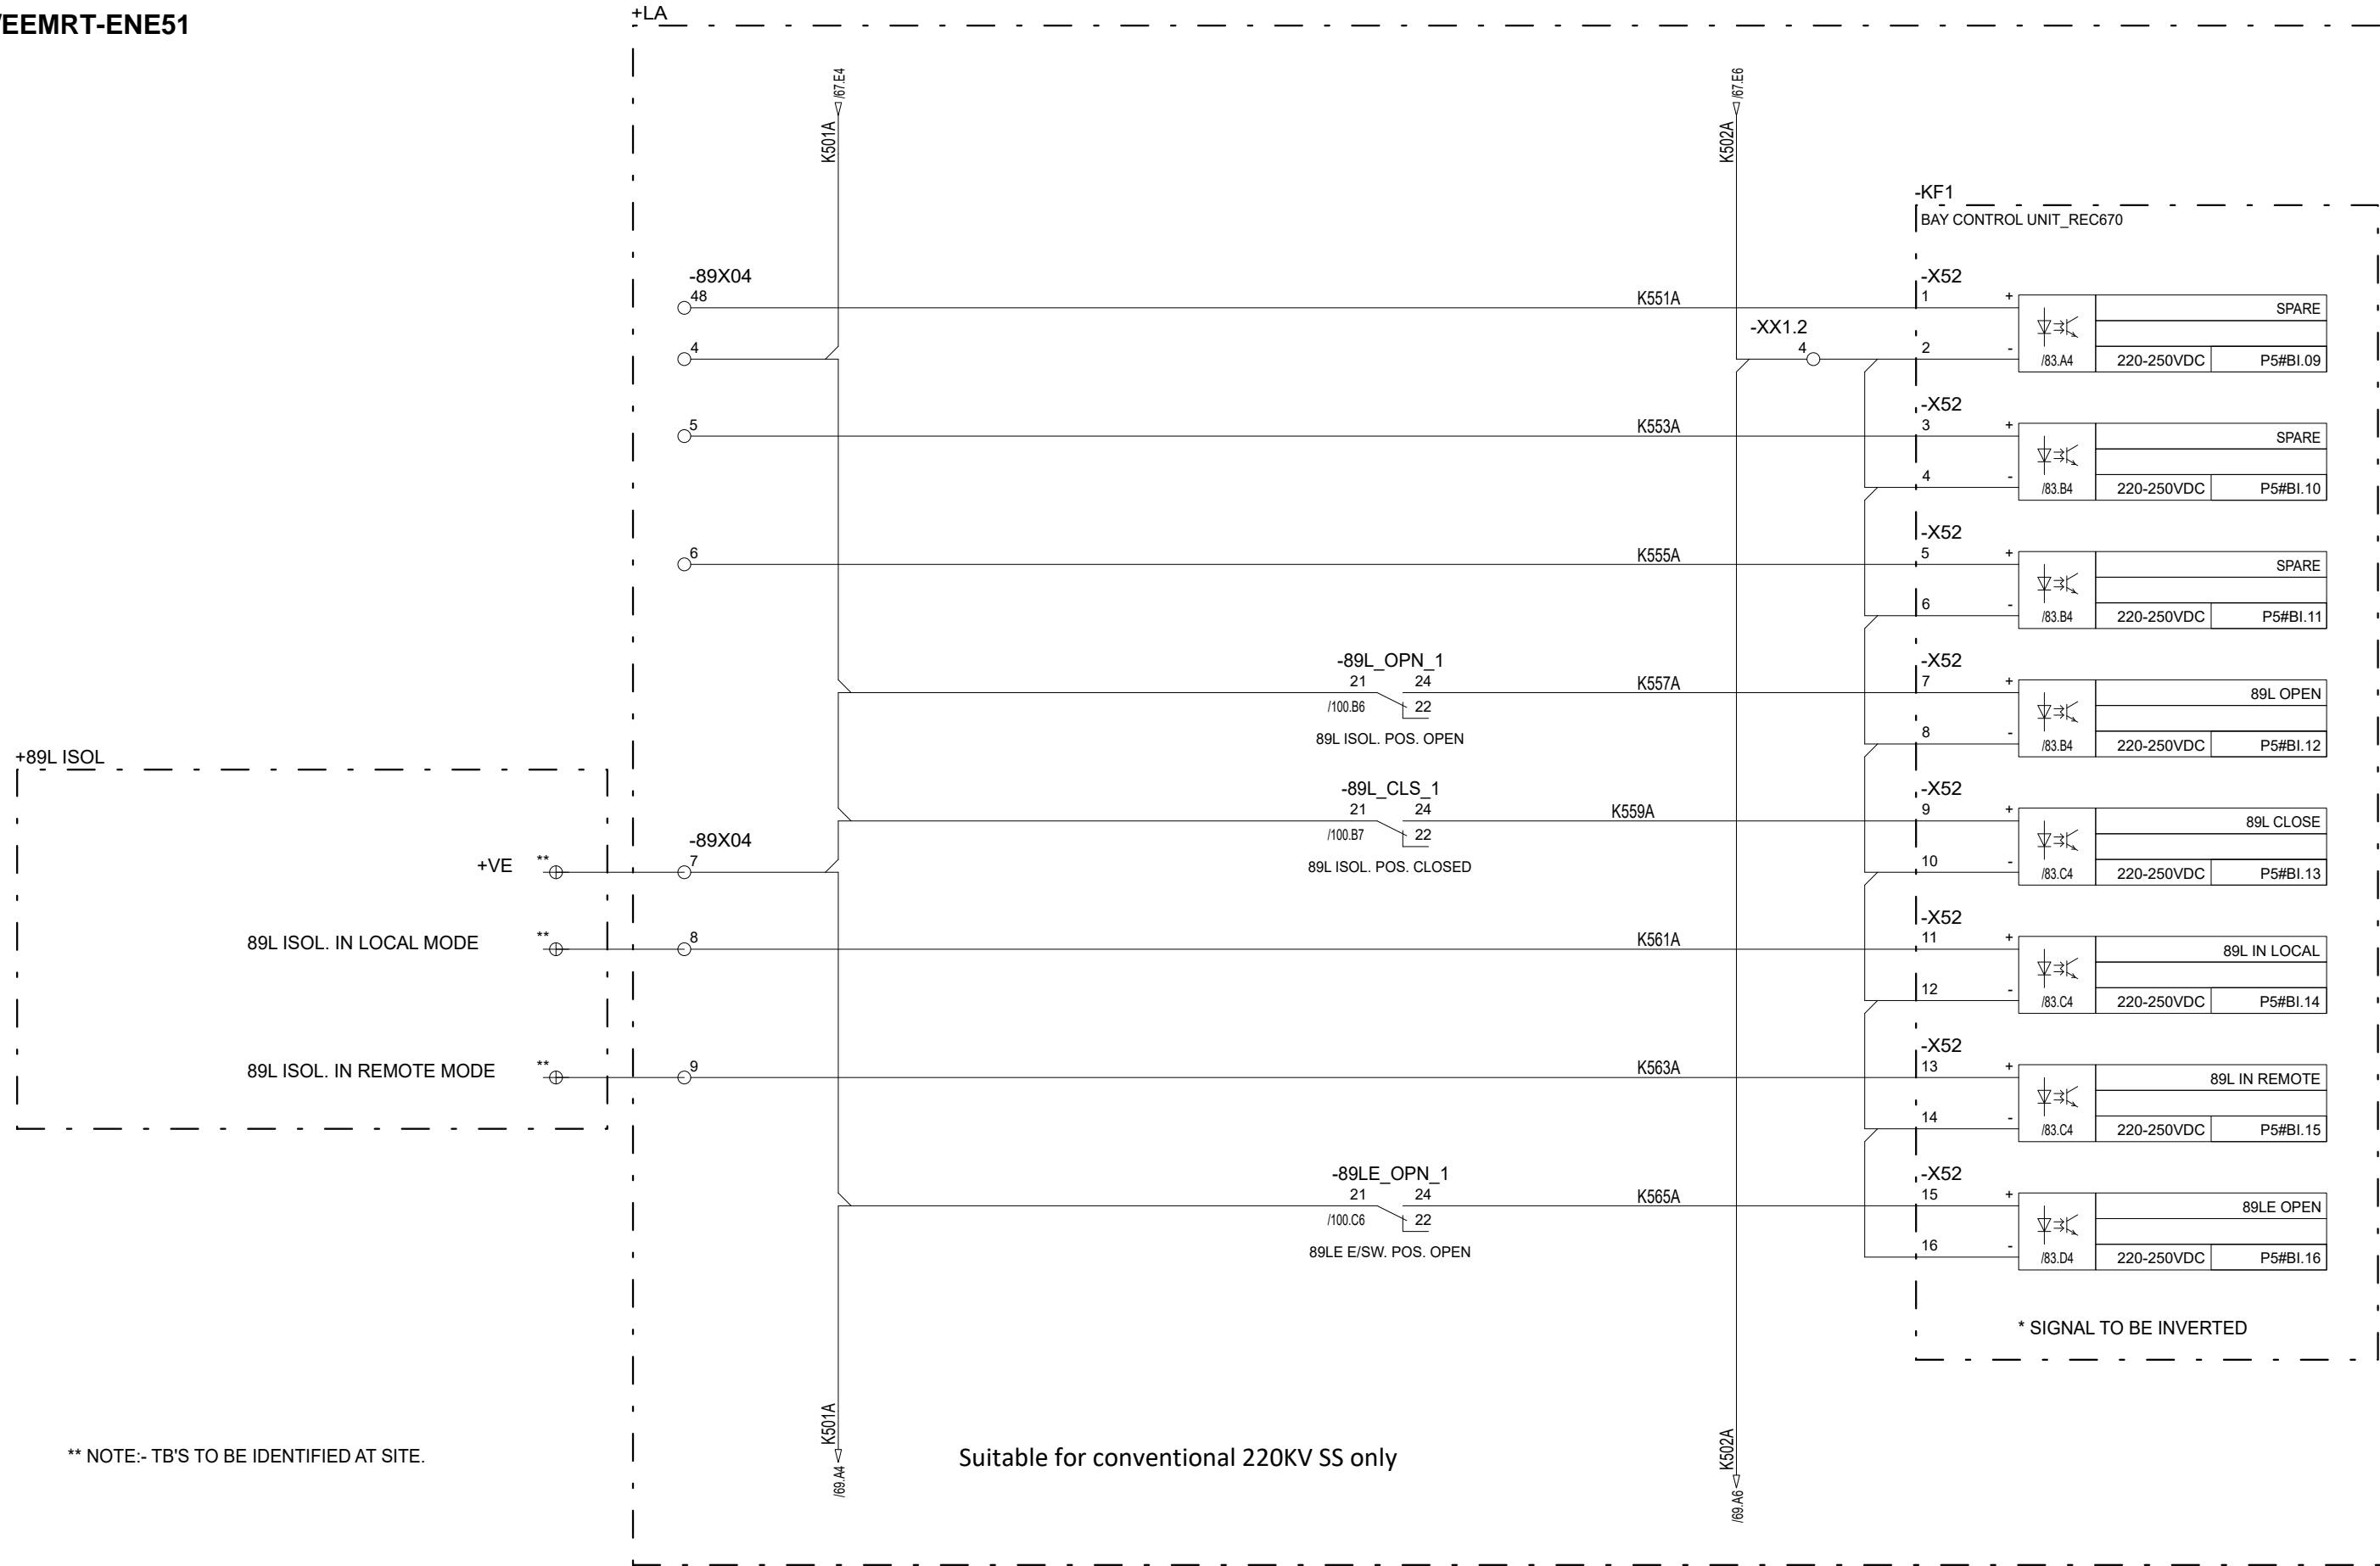 /EEMRT-ENE51
+LA
/67.E4
K501A
/67.E6
K502A
-KF1
BAY CONTROL UNIT_REC670
-89X04
48
K551A
-X52
1
+
SPARE
-XX1.2
4
4
2
-
/83.A4
220-250VDC
P5#BI.09
5
K553A
-X52
3
+
SPARE
4
-
/83.B4
220-250VDC
P5#BI.10
6
K555A
-X52
5
+
SPARE
6
-
/83.B4
220-250VDC
P5#BI.11
-89L_OPN_1
21
24
/100.B6
22
89L ISOL. POS. OPEN
K557A
-X52
7
+
89L OPEN
8
-
/83.B4
220-250VDC
P5#BI.12
+89L ISOL
-89L_CLS_1
21
24
/100.B7
22
89L ISOL. POS. CLOSED
K559A
-X52
9
+
89L CLOSE
10
-
/83.C4
220-250VDC
P5#BI.13
+VE
**
-89X04
7
89L ISOL. IN LOCAL MODE
**
8
K561A
-X52
11
+
89L IN LOCAL
12
-
/83.C4
220-250VDC
P5#BI.14
89L ISOL. IN REMOTE MODE
**
9
K563A
-X52
13
+
89L IN REMOTE
14
-
/83.C4
220-250VDC
P5#BI.15
-89LE_OPN_1
21
24
/100.C6
22
89LE E/SW. POS. OPEN
K565A
-X52
15
+
89LE OPEN
16
-
/83.D4
220-250VDC
P5#BI.16
* SIGNAL TO BE INVERTED
** NOTE:- TB'S TO BE IDENTIFIED AT SITE.
K501A
/69.A4
Suitable for conventional 220KV SS only
K502A
/69.A6